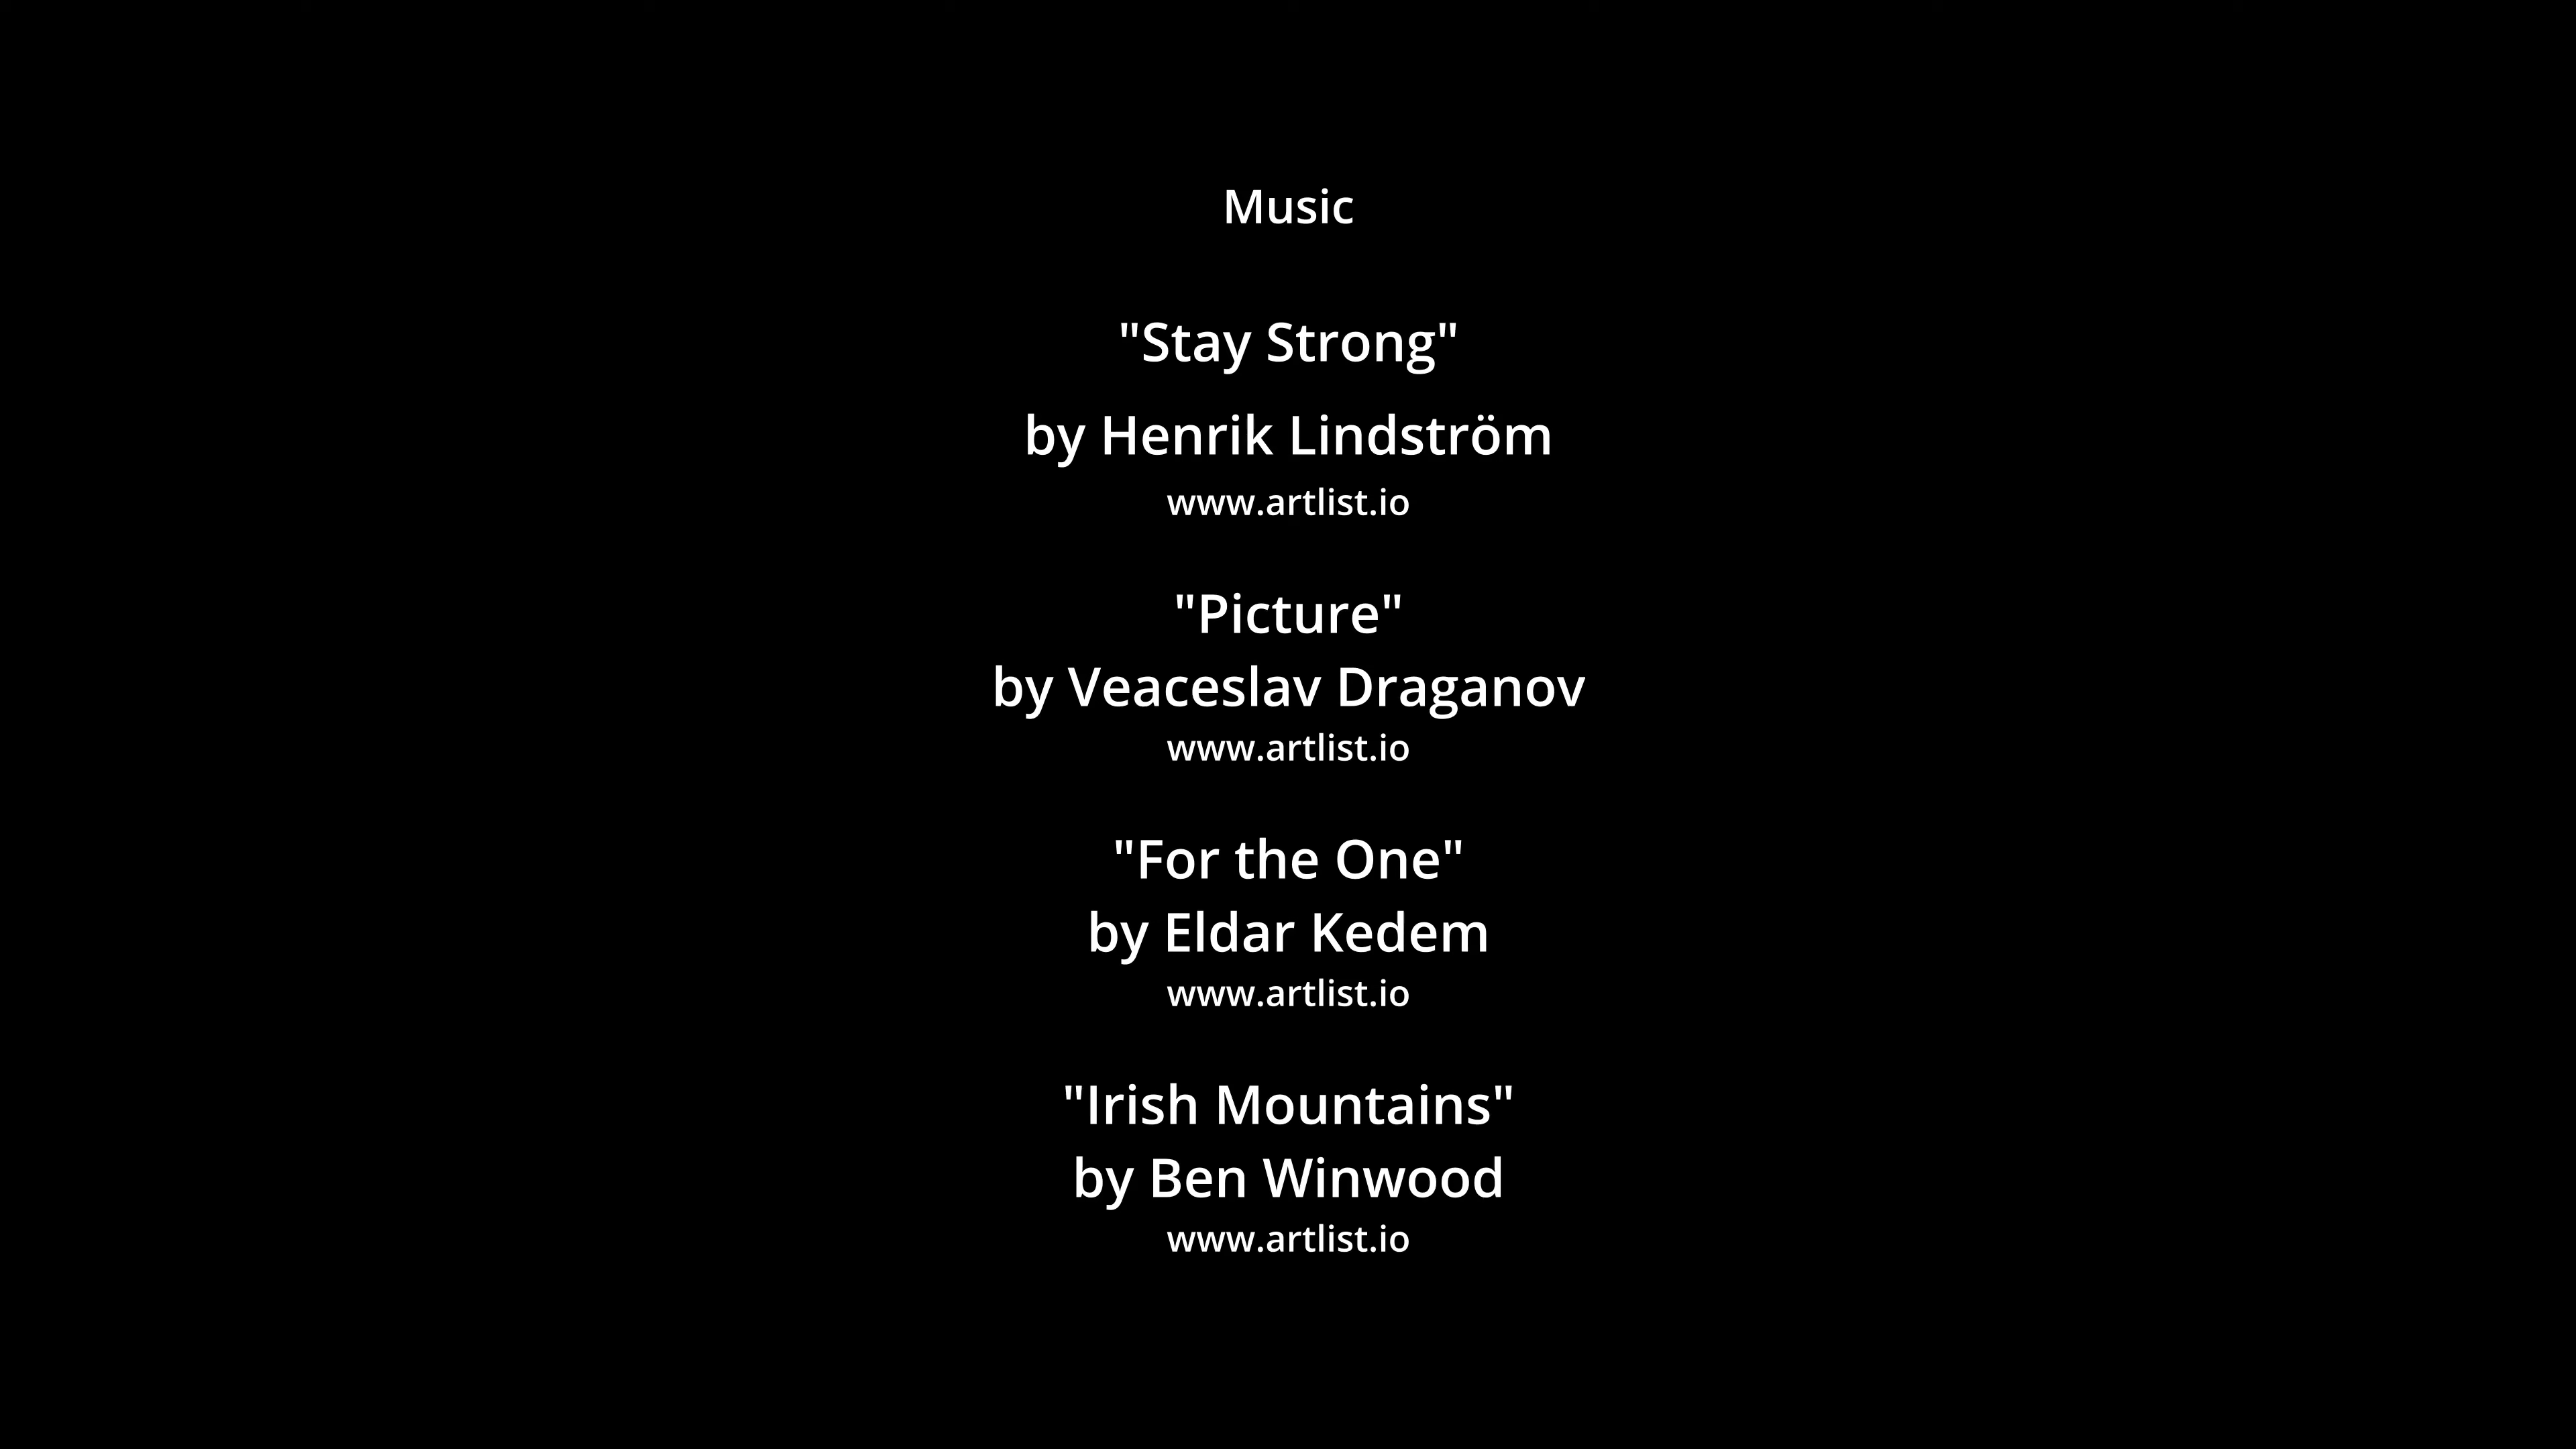 Music
"Stay Strong"
by Henrik Lindström
www.artlist.io
"Picture"
by Veaceslav Draganov
www.artlist.io
"For the One"
by Eldar Kedem
www.artlist.io
"Irish Mountains"
by Ben Winwood
www.artlist.io